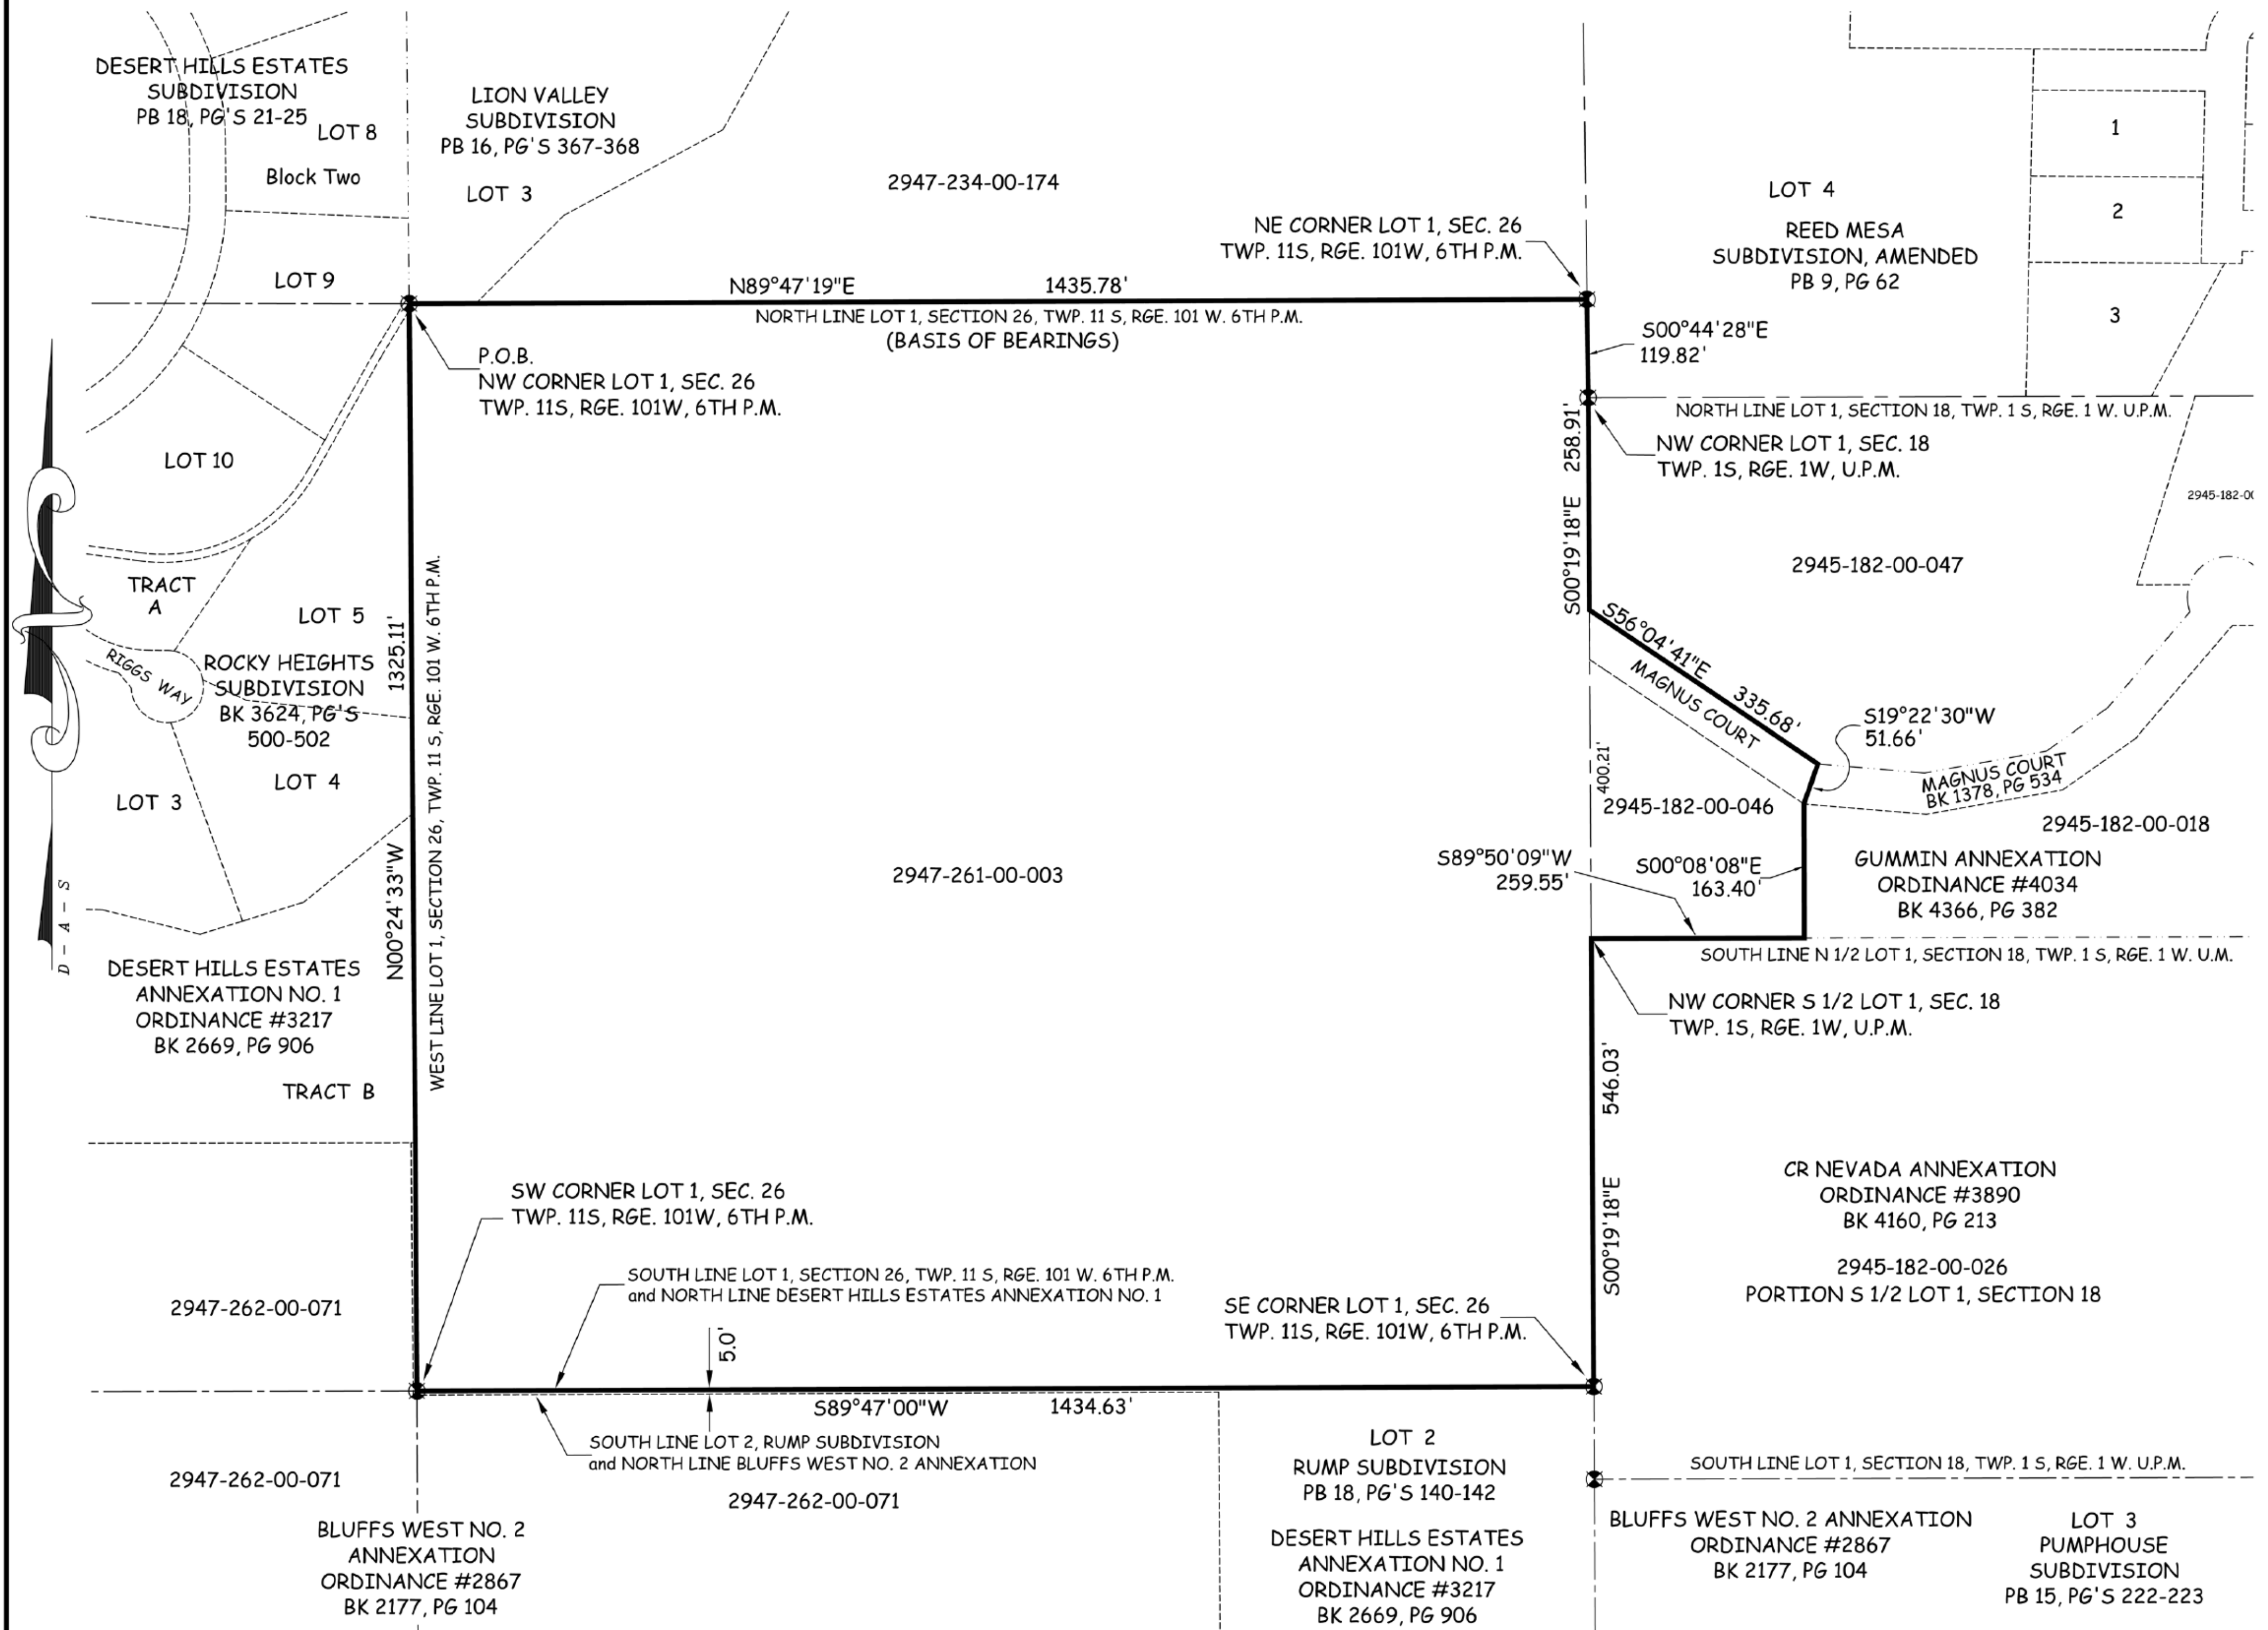 DESERT HILLS ESTATES
SUBDIVISION
PB 18, PG'S 21-25
LOT 8
Block Two
LOT 9
LION VALLEY
SUBDIVISION
PB 16, PG'S 367-368
LOT 3
2947-234-00-174
NE CORNER LOT 1, SEC. 26
TWP. 11S, RGE. 101W, 6TH P.M.
LOT 4
REED MESA
SUBDIVISION, AMENDED
PB 9, PG 62
1
2
3
N89°47'19"E 1435.78'
NORTH LINE LOT 1, SECTION 26, TWP. 11 S, RGE. 101 W. 6TH P.M.
(BASIS OF BEARINGS)
P.O.B.
NW CORNER LOT 1, SEC. 26
TWP. 11S, RGE. 101W, 6TH P.M.
S00°44'28"E
119.82'
NORTH LINE LOT 1, SECTION 18, TWP. 1 S, RGE. 1 W. U.P.M.
NW CORNER LOT 1, SEC. 18
TWP. 1S, RGE. 1W, U.P.M.
S00°19'18"E 258.91'
2945-182-00
2945-182-00-047
LOT 10
TRACT
A
LOT 5
RIGGS WAY
ROCKY HEIGHTS
SUBDIVISION
BK 3624, PG'S
500-502
LOT 4
LOT 3
N00°24'33"W 1325.11'
WEST LINE LOT 1, SECTION 26, TWP. 11 S, RGE. 101 W. 6TH P.M.
D - A - S
S56°04'41"E 335.68'
MAGNUS COURT
S19°22'30"W
51.66'
MAGNUS COURT
BK 1378, PG 534
400.21'
2945-182-00-046
2945-182-00-018
2947-261-00-003
S89°50'09"W
259.55'
S00°08'08"E
163.40'
GUMMIN ANNEXATION
ORDINANCE #4034
BK 4366, PG 382
SOUTH LINE N 1/2 LOT 1, SECTION 18, TWP. 1 S, RGE. 1 W. U.M.
NW CORNER S 1/2 LOT 1, SEC. 18
TWP. 1S, RGE. 1W, U.P.M.
DESERT HILLS ESTATES
ANNEXATION NO. 1
ORDINANCE #3217
BK 2669, PG 906
TRACT B
S00°19'18"E 546.03'
CR NEVADA ANNEXATION
ORDINANCE #3890
BK 4160, PG 213
2945-182-00-026
PORTION S 1/2 LOT 1, SECTION 18
SW CORNER LOT 1, SEC. 26
TWP. 11S, RGE. 101W, 6TH P.M.
2947-262-00-071
SOUTH LINE LOT 1, SECTION 26, TWP. 11 S, RGE. 101 W. 6TH P.M.
and NORTH LINE DESERT HILLS ESTATES ANNEXATION NO. 1
5.0'
SE CORNER LOT 1, SEC. 26
TWP. 11S, RGE. 101W, 6TH P.M.
S89°47'00"W 1434.63'
SOUTH LINE LOT 2, RUMP SUBDIVISION
and NORTH LINE BLUFFS WEST NO. 2 ANNEXATION
2947-262-00-071
2947-262-00-071
BLUFFS WEST NO. 2
ANNEXATION
ORDINANCE #2867
BK 2177, PG 104
LOT 2
RUMP SUBDIVISION
PB 18, PG'S 140-142
DESERT HILLS ESTATES
ANNEXATION NO. 1
ORDINANCE #3217
BK 2669, PG 906
SOUTH LINE LOT 1, SECTION 18, TWP. 1 S, RGE. 1 W. U.P.M.
BLUFFS WEST NO. 2 ANNEXATION
ORDINANCE #2867
BK 2177, PG 104
LOT 3
PUMPHOUSE
SUBDIVISION
PB 15, PG'S 222-223